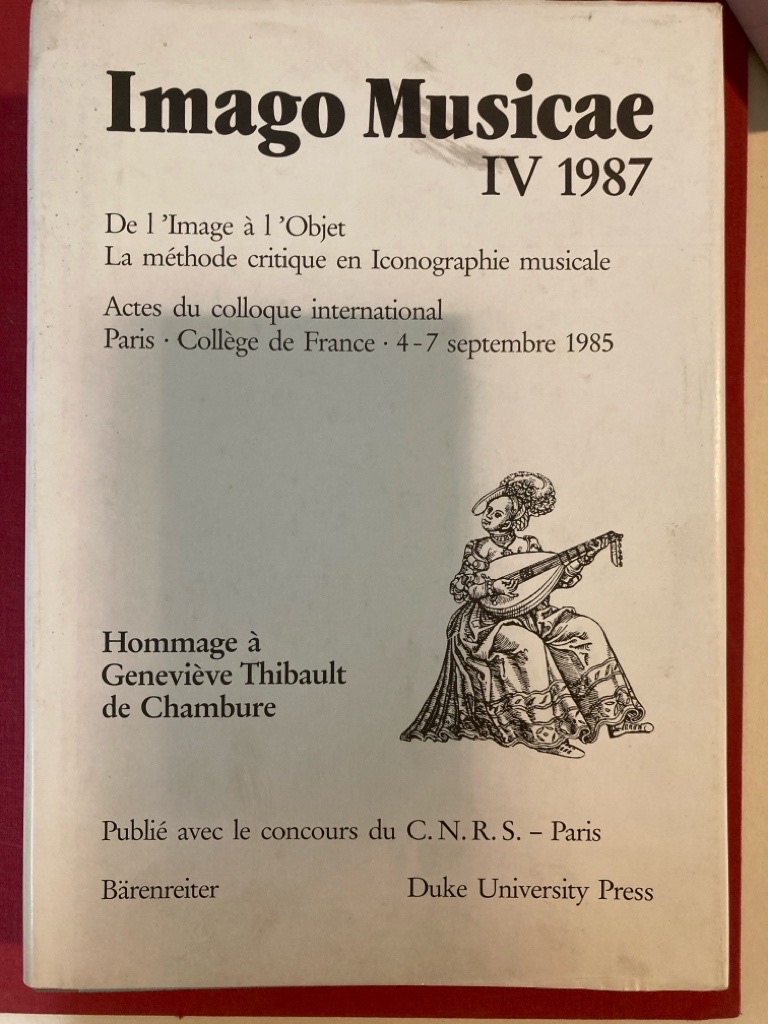 Imago Musicae
IV 1987
De l 'Image à l 'Objet
La méthode critique en Iconographie musicale
Actes du colloque international
Paris · Collège de France · 4-7 septembre 1985
Hommage à
Geneviève Thibault
de Chambure
Publié avec le concours du C. N. R. S. – Paris
Bärenreiter Duke University Press